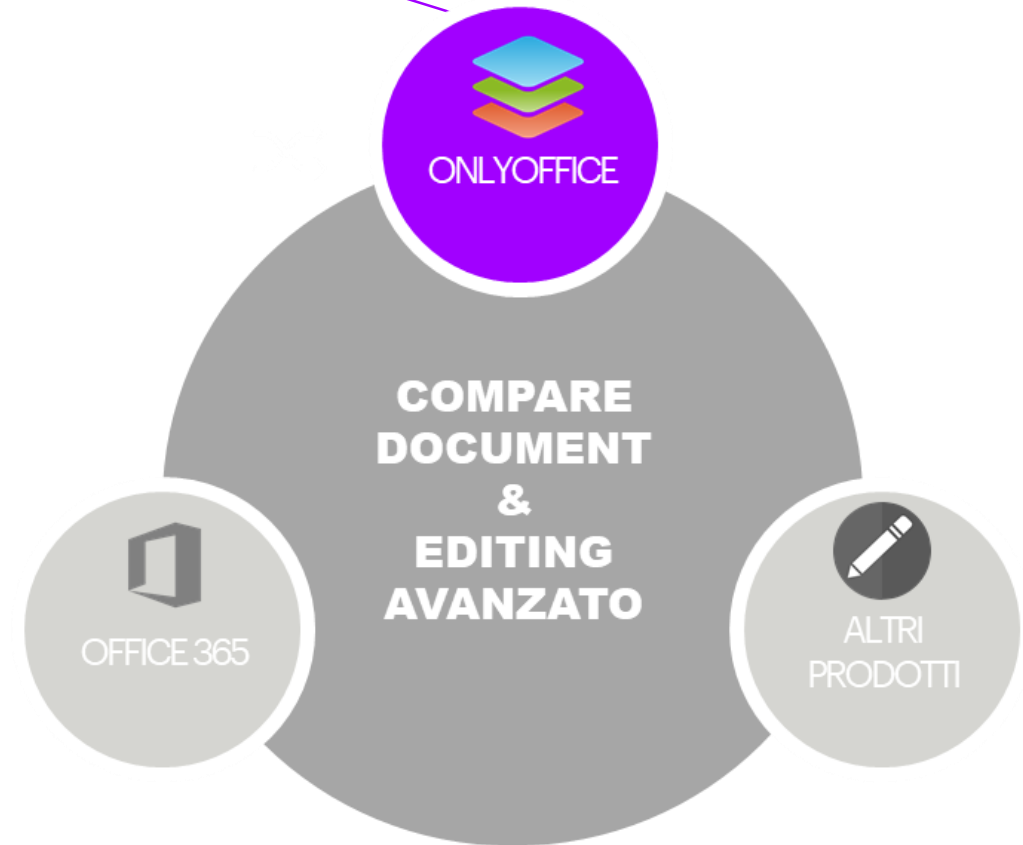 ONLYOFFICE
COMPARE
DOCUMENT
&
EDITING
AVANZATO
OFFICE 365
ALTRI
PRODOTTI